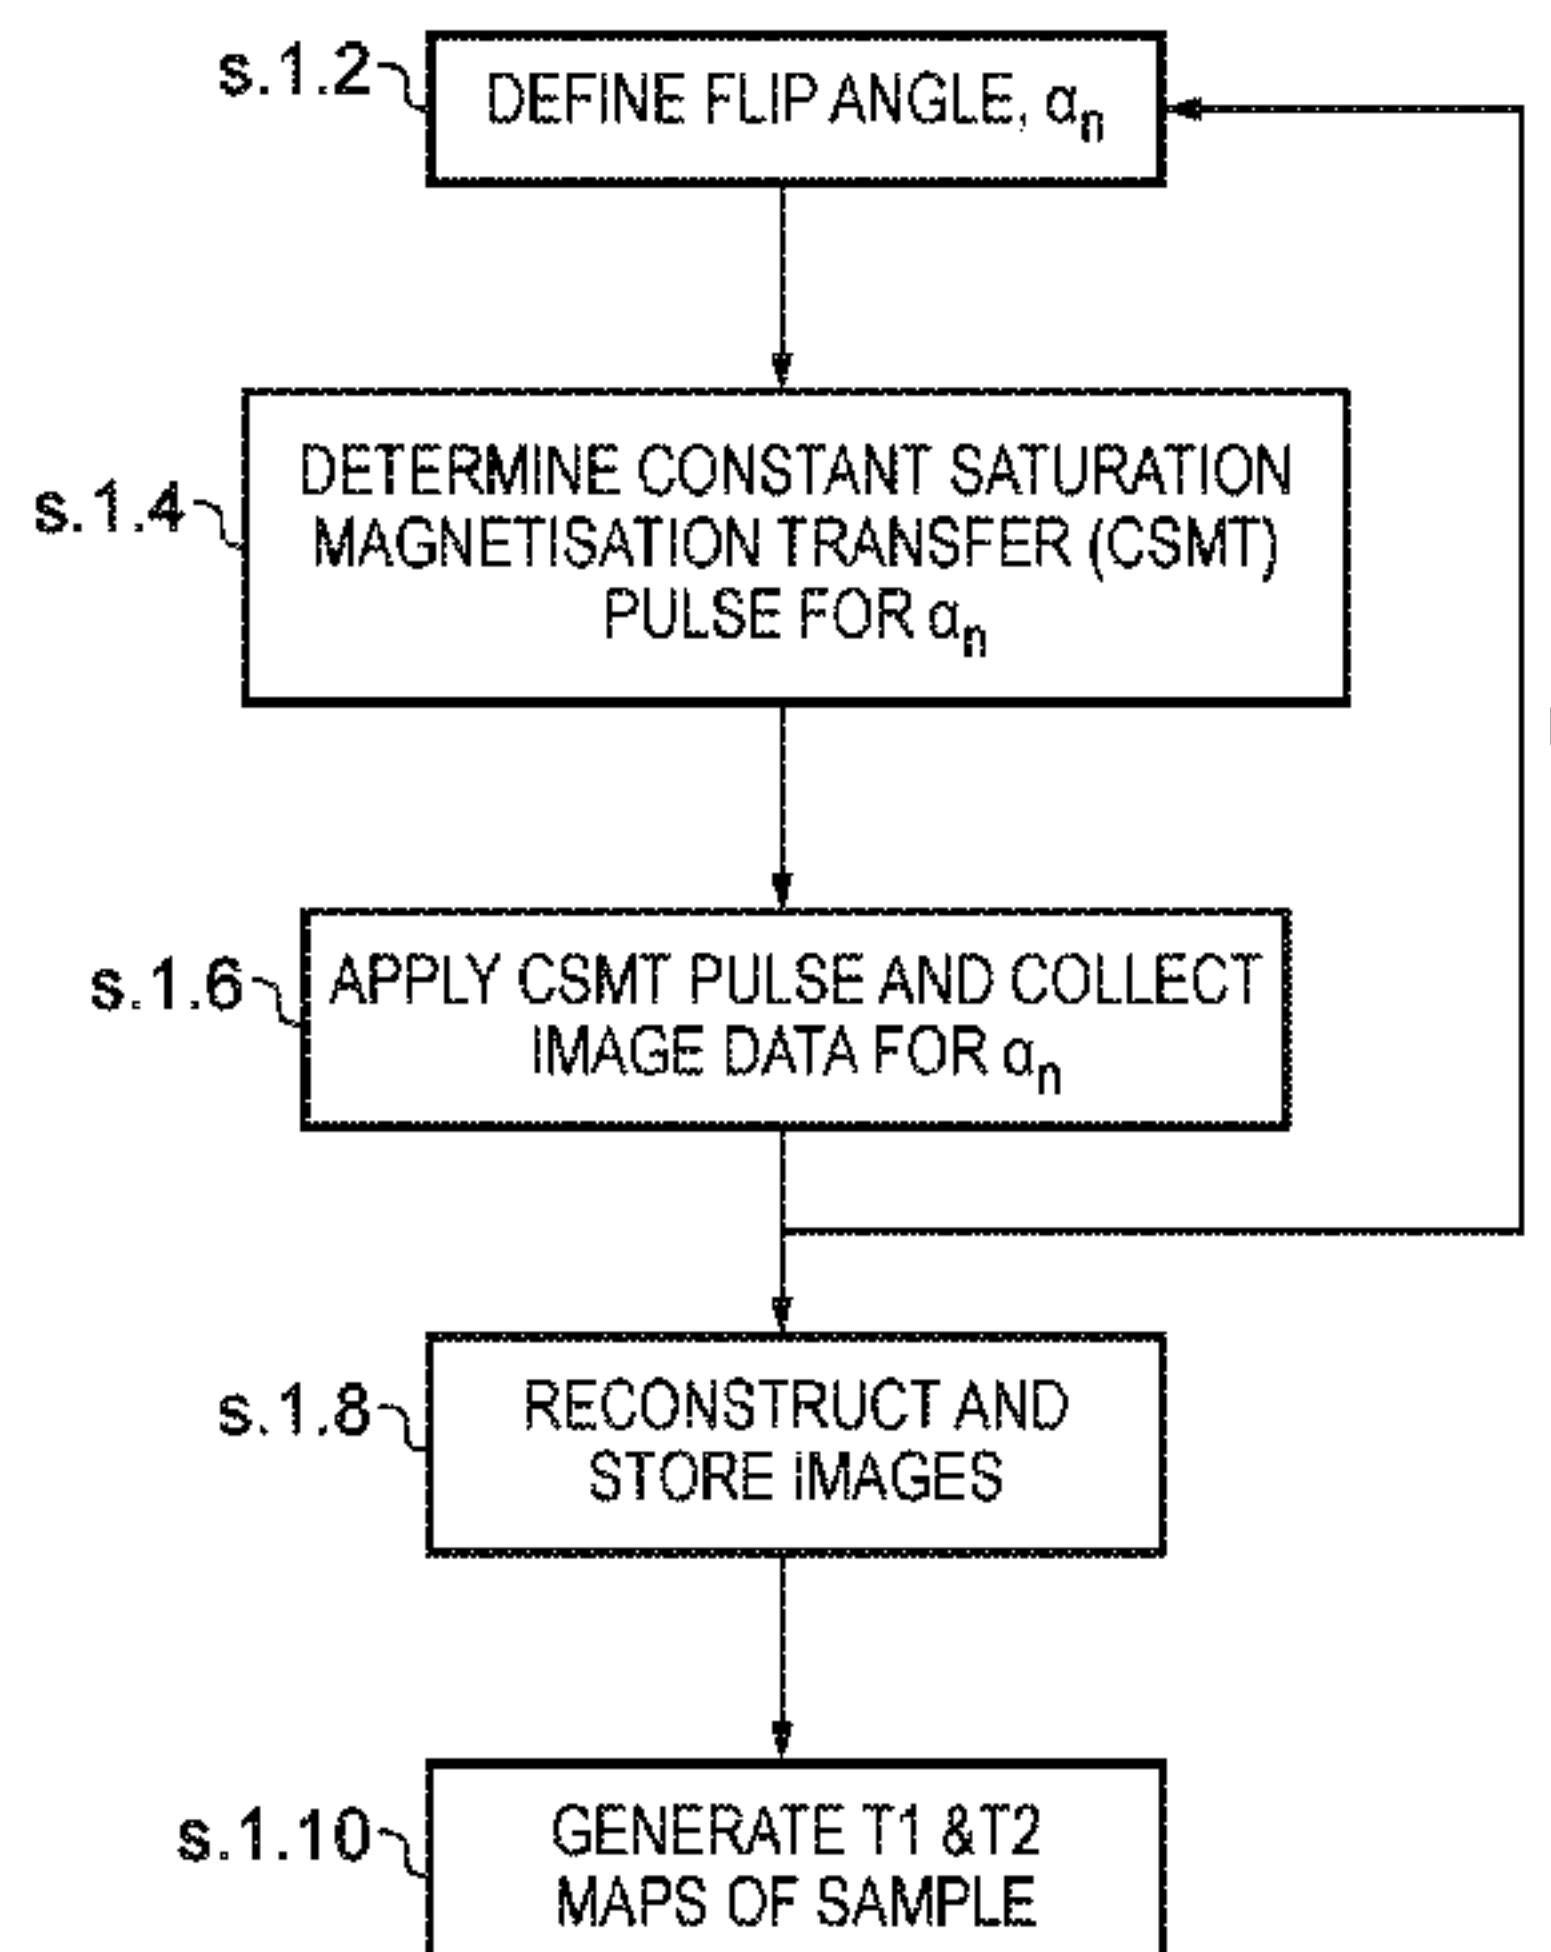 s.1.2
DEFINE FLIP ANGLE, αn
s.1.4
DETERMINE CONSTANT SATURATION
MAGNETISATION TRANSFER (CSMT)
PULSE FOR αn
s.1.6
APPLY CSMT PULSE AND COLLECT
IMAGE DATA FOR αn
s.1.8
RECONSTRUCT AND
STORE iMAGES
s.1.10
GENERATE T1 &T2
MAPS OF SAMPLE